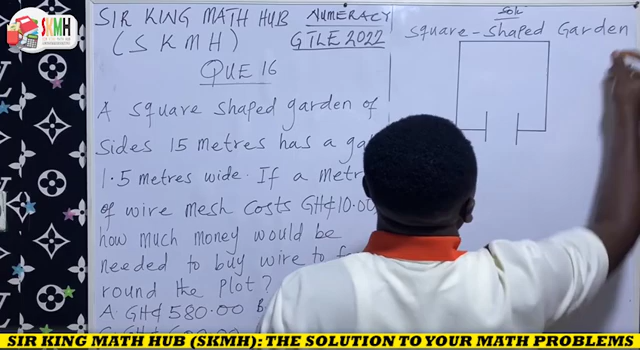 SKMH
SIR KING MATH HUB
(SKMH)
NUMERACY
GTLE 2022
QUE 16
A square shaped garden of
sides 15 metres has a
1.5 metres wide. If a
of wire mesh costs GH₵10.00
how much money would be
needed to buy wire to
round the plot?
A. GH₵580.00 B
Soln
Square-Shaped Garden
SIR KING MATH HUB (SKMH): THE SOLUTION TO YOUR MATH PROBLEMS